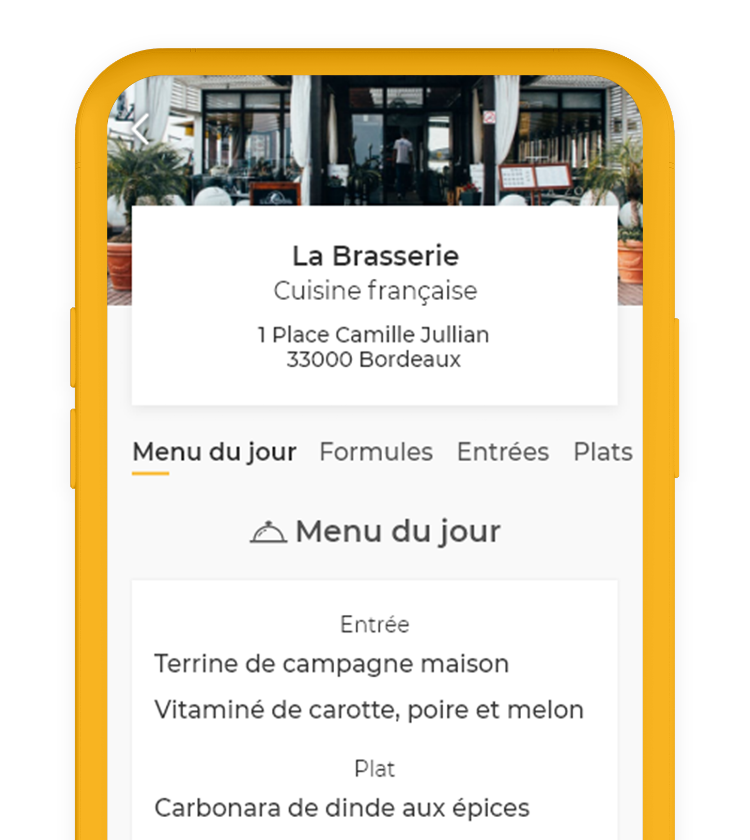 La Brasserie
Cuisine française
1 Place Camille Jullian
33000 Bordeaux
Menu du jour Formules Entrées Plats
Menu du jour
Entrée
Terrine de campagne maison
Vitaminé de carotte, poire et melon
Plat
Carbonara de dinde aux épices